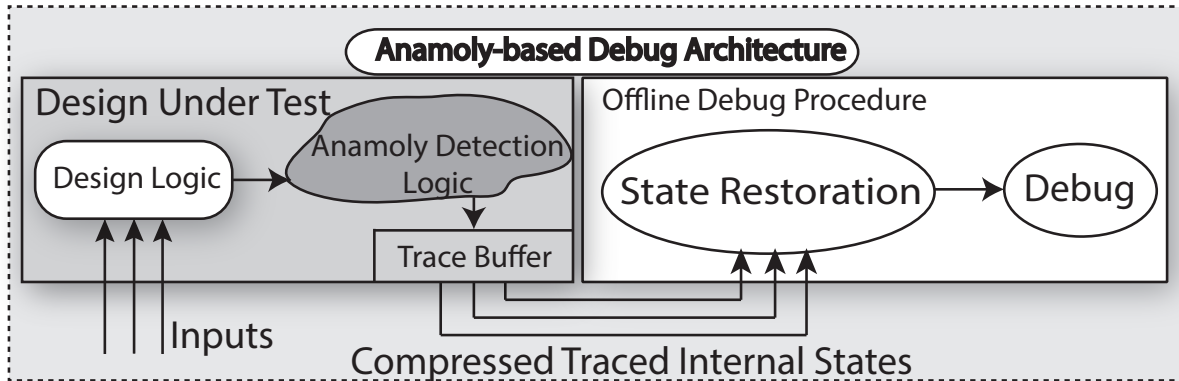 Anamoly-based Debug Architecture
Design Under Test
Design Logic
Anamoly Detection
Logic
Trace Buffer
Inputs
Offline Debug Procedure
State Restoration
Debug
Compressed Traced Internal States